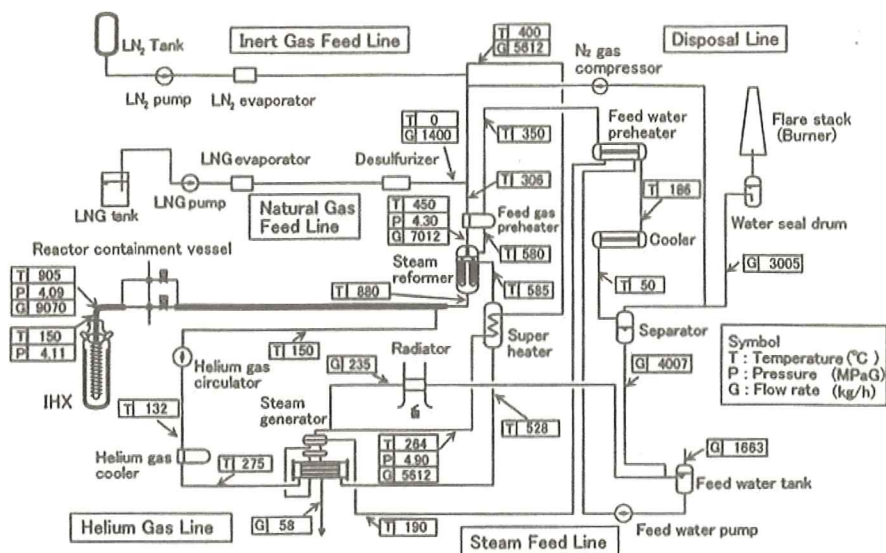 LN₂ Tank
Inert Gas Feed Line
T 400
G 5612
N₂ gas
compressor
Disposal Line
LN₂ pump
LN₂ evaporator
T 0
G 1400
T 350
Feed water
preheater
Flare stack
(Burner)
LNG evaporator
Desulfurizer
T 306
T 186
LNG tank
LNG pump
Natural Gas
Feed Line
T 450
P 4.30
G 7012
Feed gas
preheater
Cooler
Water seal drum
Reactor containment vessel
Steam
reformer
T 580
G 3005
T 905
P 4.09
G 9070
T 880
T 585
T 50
T 150
P 4.11
Super
heater
Separator
Symbol
T : Temperature (℃)
P : Pressure (MPaG)
G : Flow rate (kg/h)
Helium gas
circulator
T 150
G 235
Radiator
G 4007
IHX
T 132
Steam
generator
T 528
Helium gas
cooler
T 275
T 264
P 4.90
G 5612
G 1663
Feed water tank
Helium Gas Line
G 58
T 190
Steam Feed Line
Feed water pump